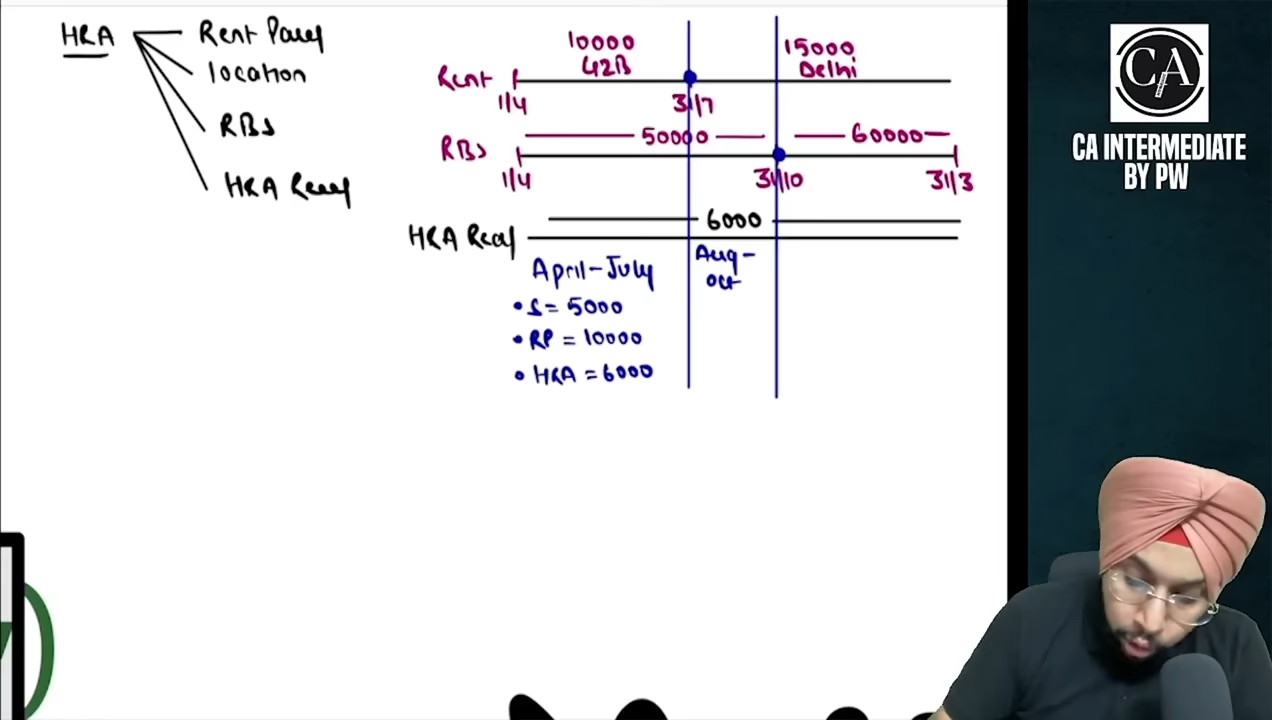 HRA
Rent Paid
location
RBS
HRA Recd
10000
GZB
15000
Delhi
Rent
1/4
31/7
50000
60000
RBS
1/4
31/10
31/3
6000
HRA Recd
April-July
Aug-
Oct
• S = 5000
• RP = 10000
• HRA = 6000
CA
CA INTERMEDIATE
BY PW